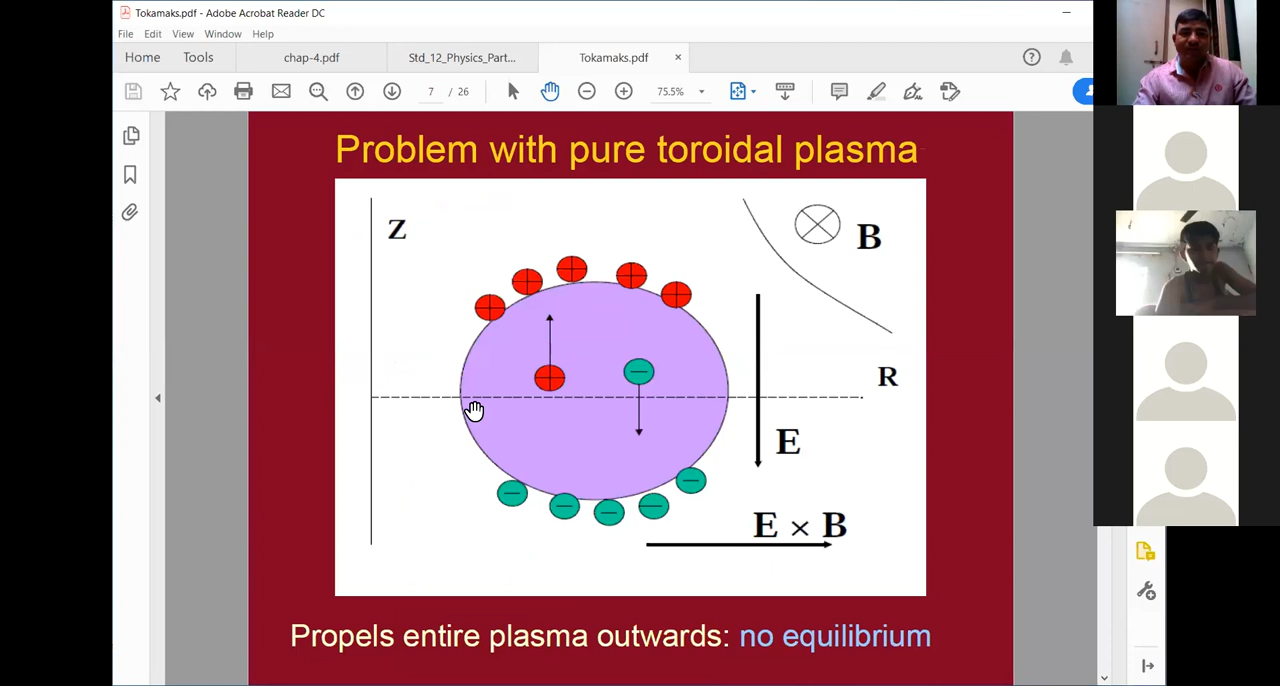 Tokamaks.pdf - Adobe Acrobat Reader DC
File Edit View Window Help
Home Tools chap-4.pdf Std_12_Physics_Part... Tokamaks.pdf ×
7 / 26 75.5%
Problem with pure toroidal plasma
Z
B
R
E
E × B
Propels entire plasma outwards: no equilibrium